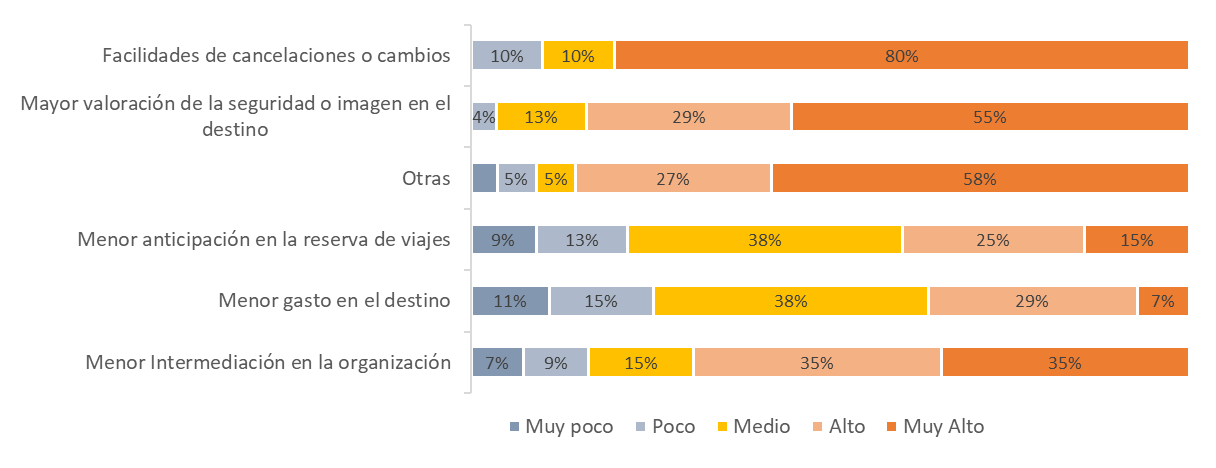 Facilidades de cancelaciones o cambios
10% 10% 80%
Mayor valoración de la seguridad o imagen en el
destino
4% 13% 29% 55%
Otras
5% 5% 27% 58%
Menor anticipación en la reserva de viajes
9% 13% 38% 25% 15%
Menor gasto en el destino
11% 15% 38% 29% 7%
Menor Intermediación en la organización
7% 9% 15% 35% 35%
Muy poco Poco Medio Alto Muy Alto